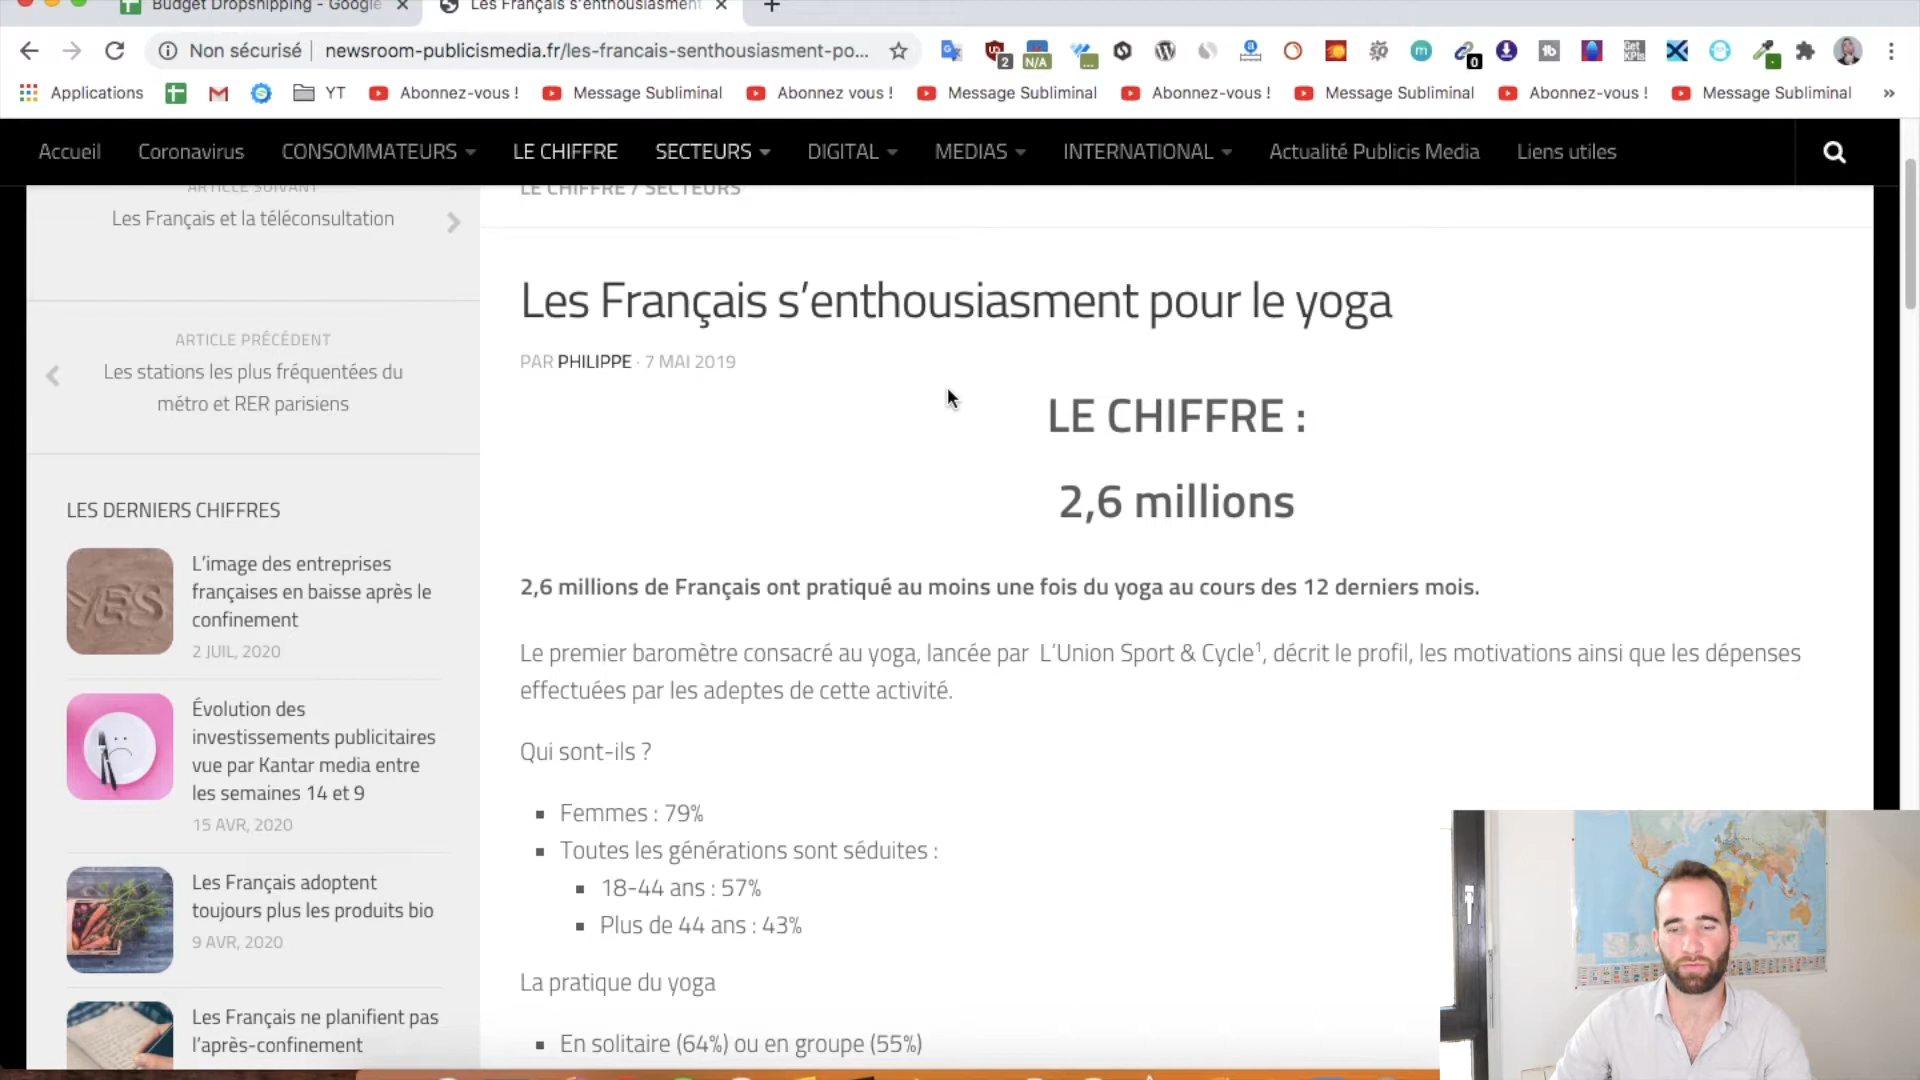 Budget Dropshipping - Google
Les Français s'enthousiasment
Non sécurisé
newsroom-publicismedia.fr/les-francais-senthousiasment-po...
2
N/A
...
0
Get
KPIs
Applications
YT
Abonnez-vous !
Message Subliminal
Abonnez vous !
Message Subliminal
Abonnez-vous !
Message Subliminal
Abonnez-vous !
Message Subliminal
»
Accueil
Coronavirus
CONSOMMATEURS
LE CHIFFRE
SECTEURS
DIGITAL
MEDIAS
INTERNATIONAL
Actualité Publicis Media
Liens utiles
ARTICLE SUIVANT
Les Français et la téléconsultation
ARTICLE PRÉCÉDENT
Les stations les plus fréquentées du
métro et RER parisiens
LES DERNIERS CHIFFRES
YES
L'image des entreprises
françaises en baisse après le
confinement
2 JUIL, 2020
Évolution des
investissements publicitaires
vue par Kantar media entre
les semaines 14 et 9
15 AVR, 2020
Les Français adoptent
toujours plus les produits bio
9 AVR, 2020
Les Français ne planifient pas
l'après-confinement
LE CHIFFRE / SECTEURS
Les Français s'enthousiasment pour le yoga
PAR PHILIPPE · 7 MAI 2019
LE CHIFFRE :
2,6 millions
2,6 millions de Français ont pratiqué au moins une fois du yoga au cours des 12 derniers mois.
Le premier baromètre consacré au yoga, lancée par L'Union Sport & Cycle¹, décrit le profil, les motivations ainsi que les dépenses
effectuées par les adeptes de cette activité.
Qui sont-ils ?
Femmes : 79%
Toutes les générations sont séduites :
18-44 ans : 57%
Plus de 44 ans : 43%
La pratique du yoga
En solitaire (64%) ou en groupe (55%)